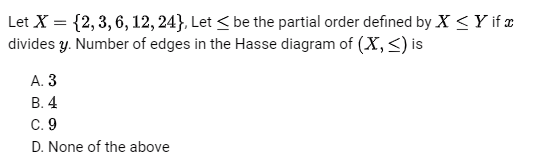 Let X = {2, 3, 6, 12, 24}, Let ≤ be the partial order defined by X ≤ Y if x
divides y. Number of edges in the Hasse diagram of (X, ≤) is
A. 3
B. 4
C. 9
D. None of the above